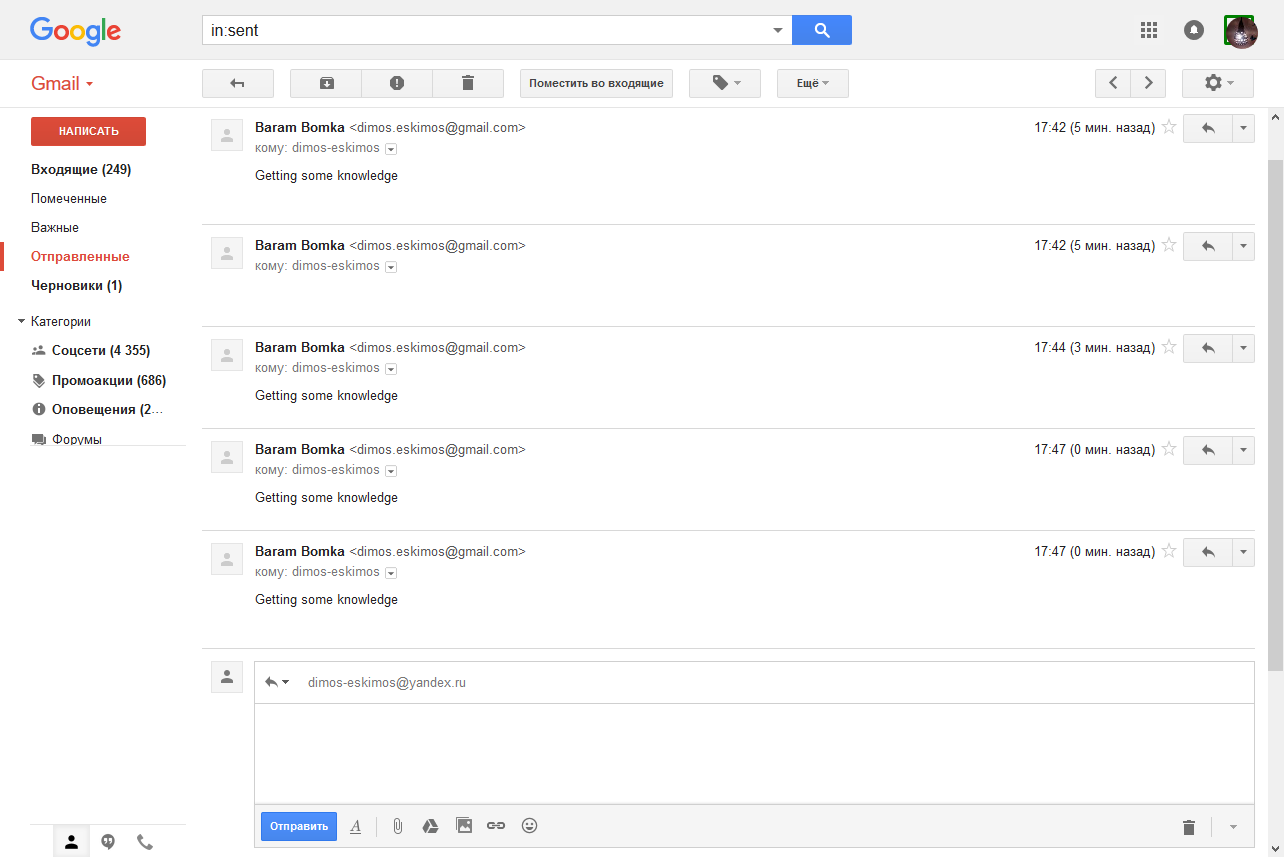 Google
in:sent
Gmail
Поместить во входящие
Ещё
НАПИСАТЬ
Входящие (249)
Помеченные
Важные
Отправленные
Черновики (1)
Категории
Соцсети (4 355)
Промоакции (686)
Оповещения (2...
Форумы
Baram Bomka <dimos.eskimos@gmail.com>
17:42 (5 мин. назад)
кому: dimos-eskimos
Getting some knowledge
Baram Bomka <dimos.eskimos@gmail.com>
17:42 (5 мин. назад)
кому: dimos-eskimos
Baram Bomka <dimos.eskimos@gmail.com>
17:44 (3 мин. назад)
кому: dimos-eskimos
Getting some knowledge
Baram Bomka <dimos.eskimos@gmail.com>
17:47 (0 мин. назад)
кому: dimos-eskimos
Getting some knowledge
Baram Bomka <dimos.eskimos@gmail.com>
17:47 (0 мин. назад)
кому: dimos-eskimos
Getting some knowledge
dimos-eskimos@yandex.ru
Отправить